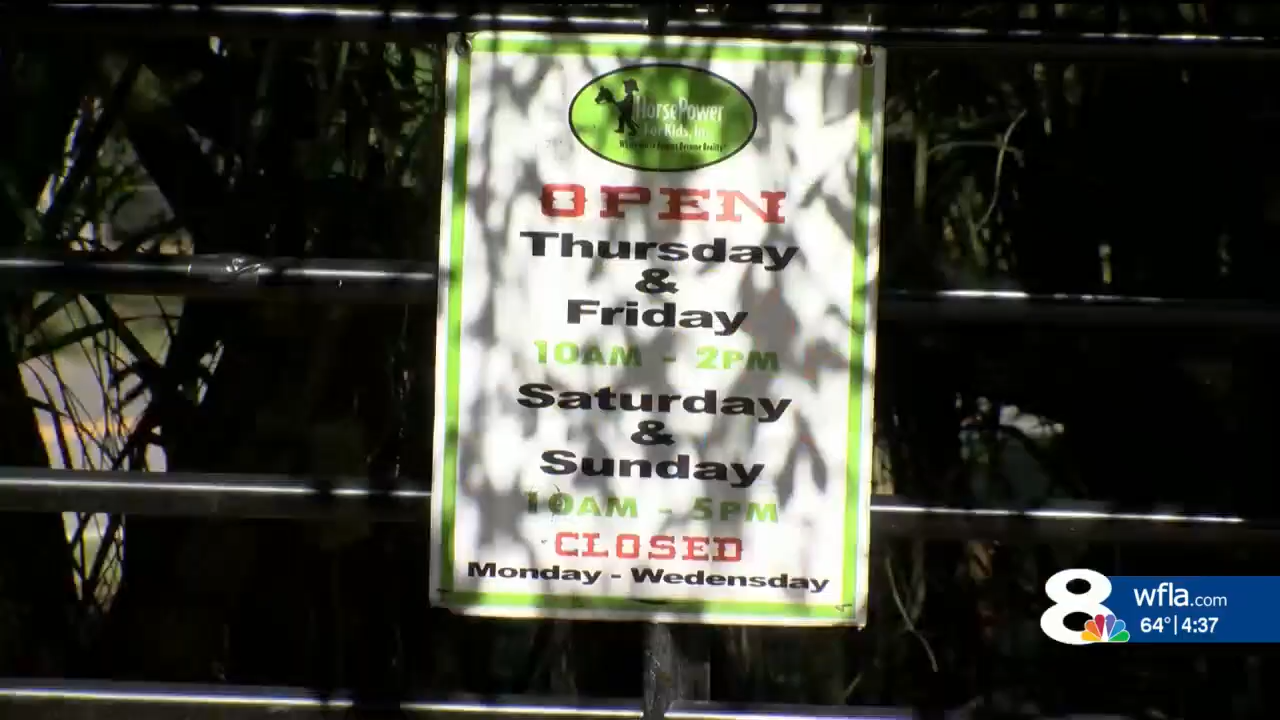 HorsePower
For Kids, Inc
OPEN
Thursday
&
Friday
10AM - 2PM
Saturday
&
Sunday
10AM - 5PM
CLOSED
Monday - Wedensday
8 wfla.com
64° | 4:37